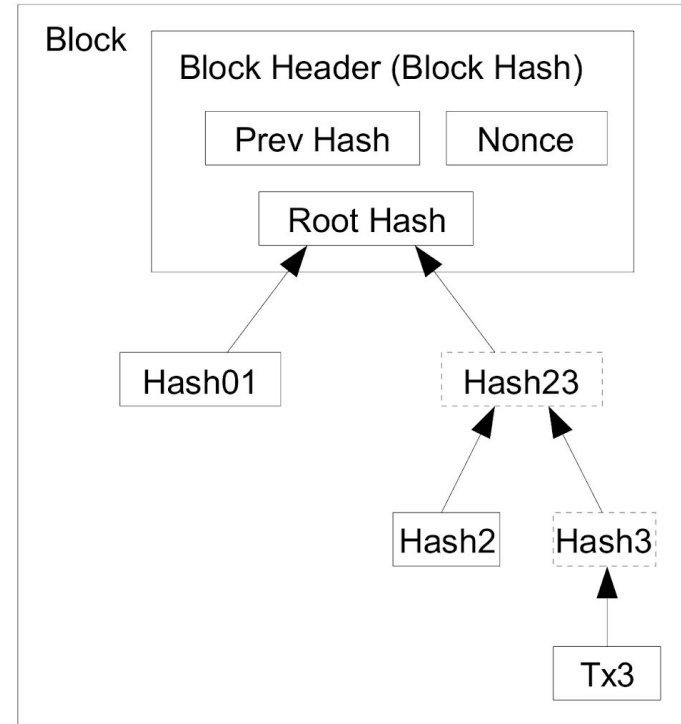 Block
Block Header (Block Hash)
Prev Hash
Nonce
Root Hash
Hash01
Hash23
Hash2
Hash3
Tx3